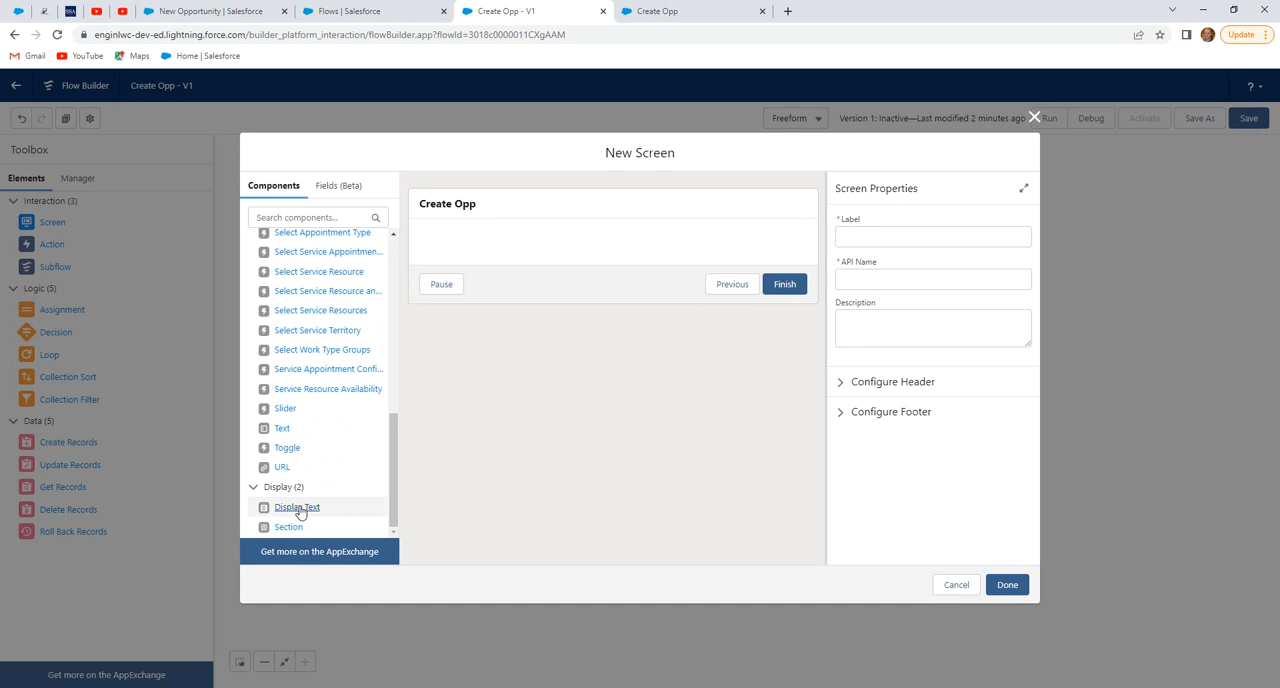 New Opportunity | Salesforce
Flows | Salesforce
Create Opp - V1
Create Opp
enginlwc-dev-ed.lightning.force.com/builder_platform_interaction/flowBuilder.app?flowId=3018c0000011CXgAAM
Update
Gmail
YouTube
Maps
Home | Salesforce
Flow Builder
Create Opp - V1
?
Freeform
Version 1: Inactive—Last modified 2 minutes ago
Run
Debug
Activate
Save As
Save
Toolbox
Elements
Manager
Interaction (3)
Screen
Action
Subflow
Logic (5)
Assignment
Decision
Loop
Collection Sort
Collection Filter
Data (5)
Create Records
Update Records
Get Records
Delete Records
Roll Back Records
Get more on the AppExchange
New Screen
Components
Fields (Beta)
Search components...
Select Appointment Type
Select Service Appointmen...
Select Service Resource
Select Service Resource an...
Select Service Resources
Select Service Territory
Select Work Type Groups
Service Appointment Confi...
Service Resource Availability
Slider
Text
Toggle
URL
Display (2)
Display Text
Section
Get more on the AppExchange
Create Opp
Pause
Previous
Finish
Screen Properties
* Label
* API Name
Description
Configure Header
Configure Footer
Cancel
Done